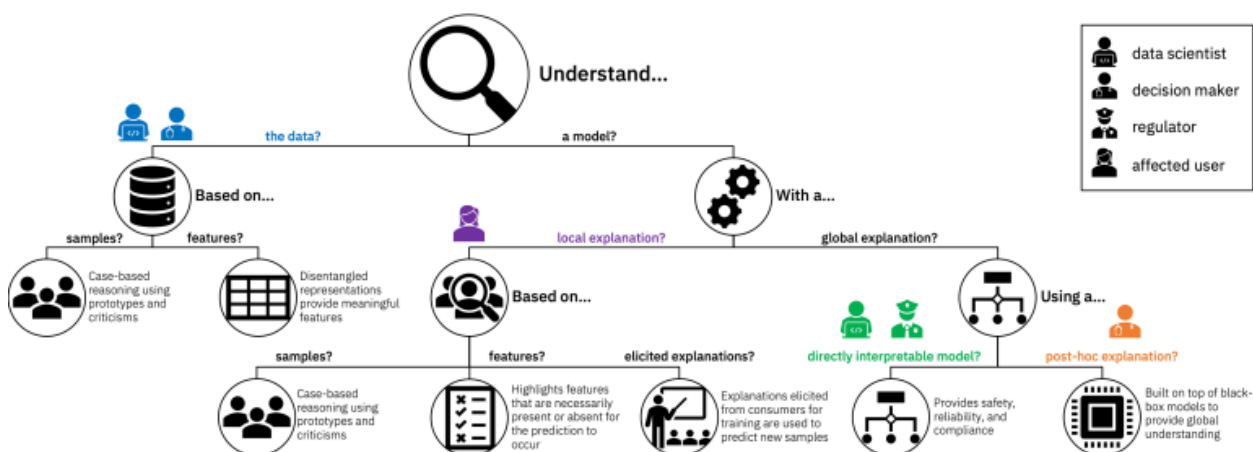 Understand...
data scientist
decision maker
regulator
affected user
the data?
a model?
Based on...
With a...
samples?
features?
local explanation?
global explanation?
Case-based
reasoning using
prototypes and
criticisms
Disentangled
representations
provide meaningful
features
Based on...
Using a...
samples?
features?
elicited explanations?
directly interpretable model?
post-hoc explanation?
Case-based
reasoning using
prototypes and
criticisms
Highlights features
that are necessarily
present or absent for
the prediction to
occur
Explanations elicited
from consumers for
training are used to
predict new samples
Provides safety,
reliability, and
compliance
Built on top of black-
box models to
provide global
understanding